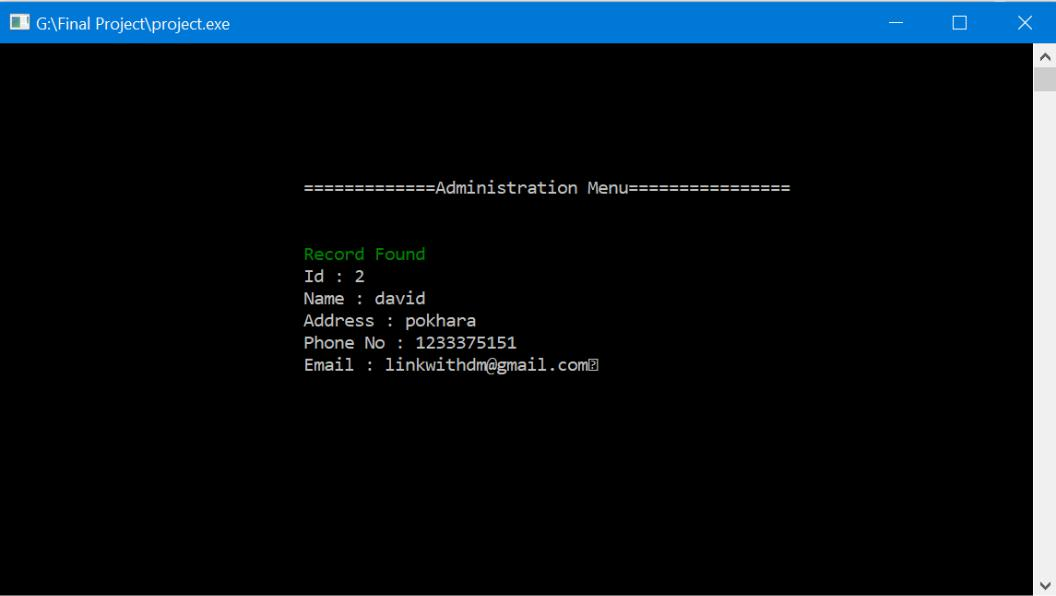 G:\Final Project\project.exe
=============Administration Menu================
Record Found
Id : 2
Name : david
Address : pokhara
Phone No : 1233375151
Email : linkwithdm@gmail.com⍰